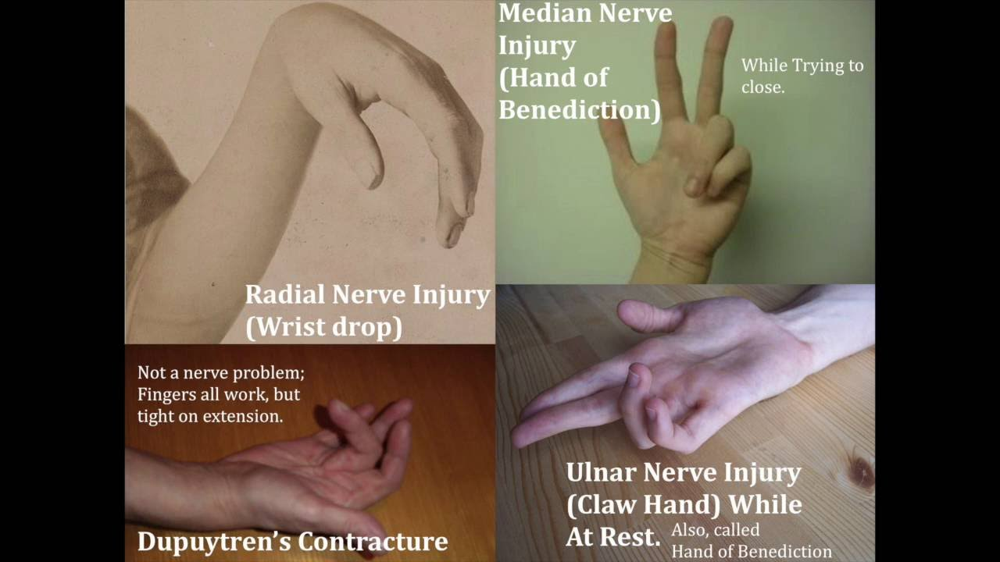 Median Nerve
Injury
(Hand of
Benediction)
While Trying to
close.
Radial Nerve Injury
(Wrist drop)
Not a nerve problem;
Fingers all work, but
tight on extension.
Dupuytren’s Contracture
Ulnar Nerve Injury
(Claw Hand) While
At Rest.
Also, called
Hand of Benediction